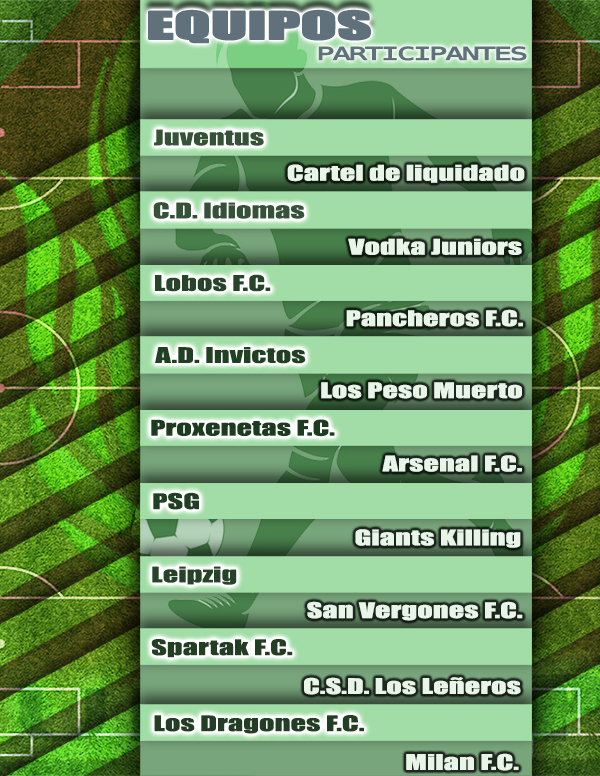 EQUIPOS
PARTICIPANTES
Juventus
Cartel de liquidado
C.D. Idiomas
Vodka Juniors
Lobos F.C.
Pancheros F.C.
A.D. Invictos
Los Peso Muerto
Proxenetas F.C.
Arsenal F.C.
PSG
Giants Killing
Leipzig
San Vergones F.C.
Spartak F.C.
C.S.D. Los Leñeros
Los Dragones F.C.
Milan F.C.